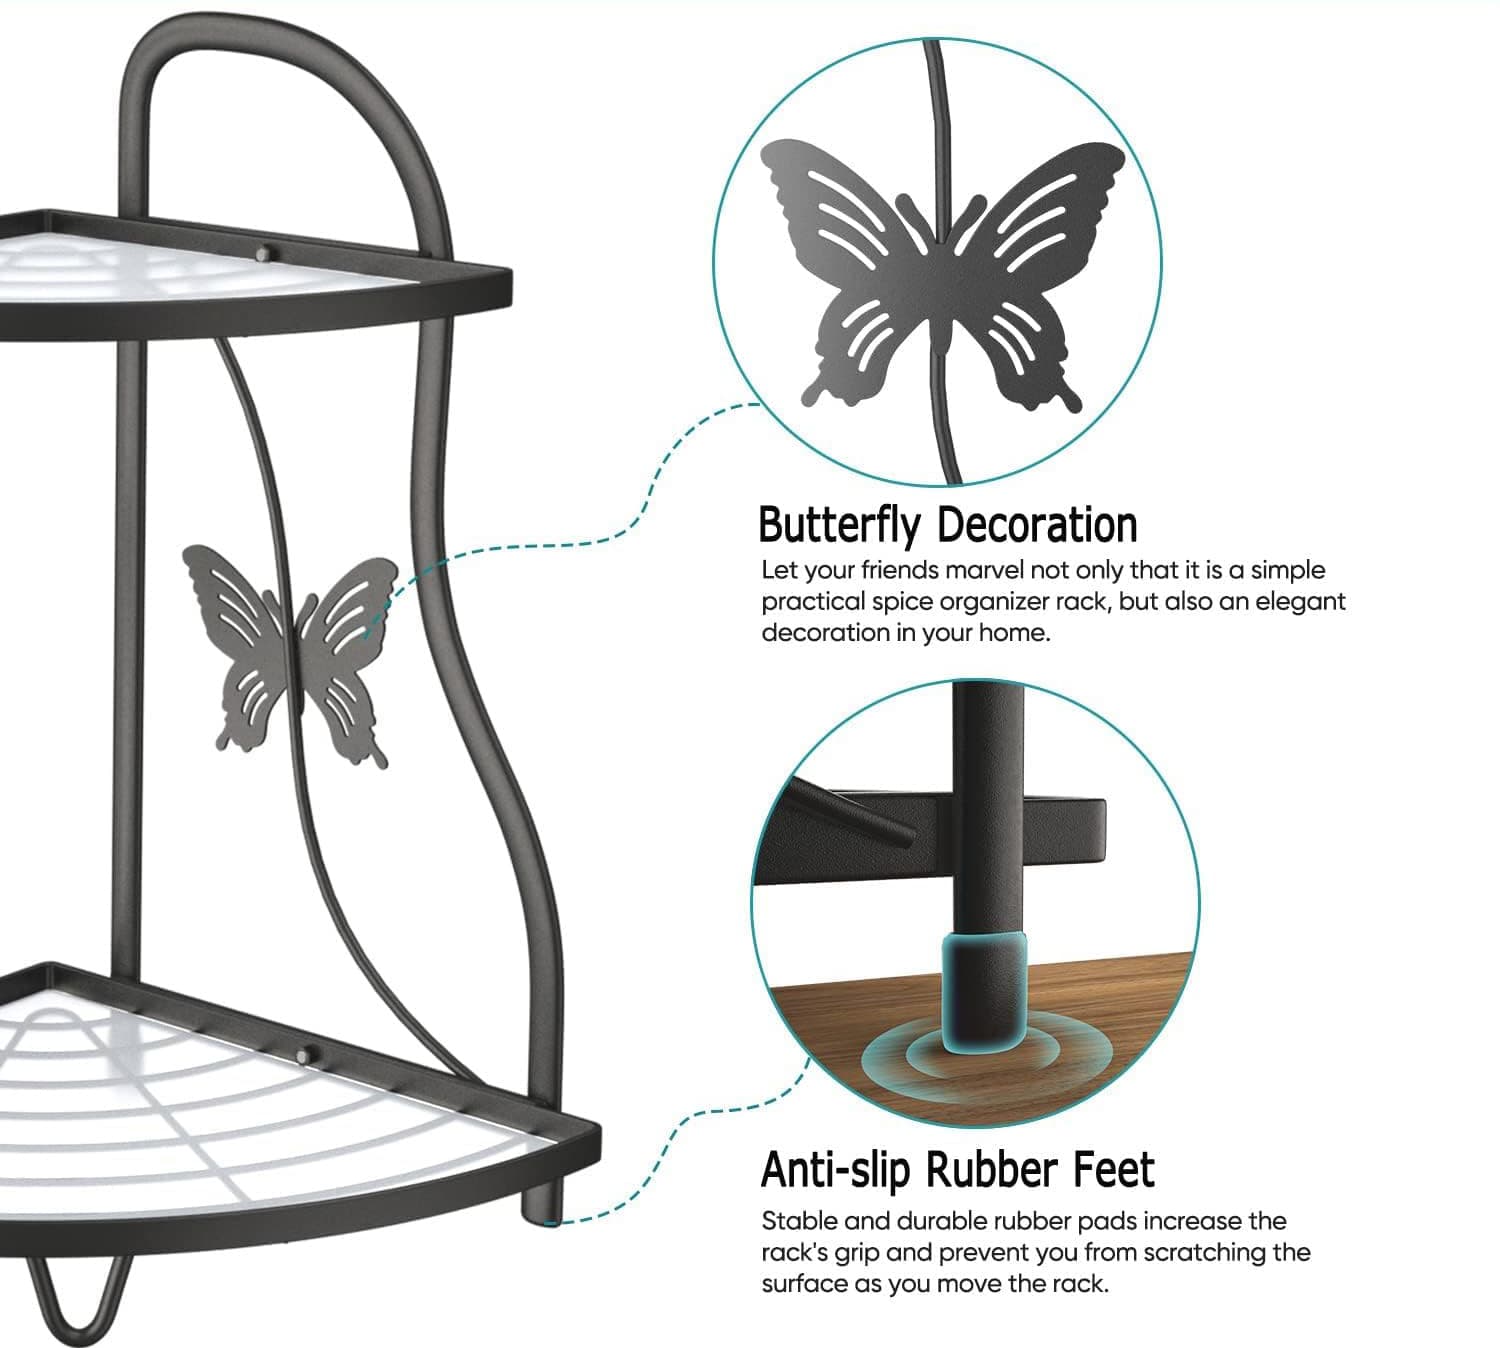 Butterfly Decoration
Let your friends marvel not only that it is a simple
practical spice organizer rack, but also an elegant
decoration in your home.
Anti-slip Rubber Feet
Stable and durable rubber pads increase the
rack's grip and prevent you from scratching the
surface as you move the rack.